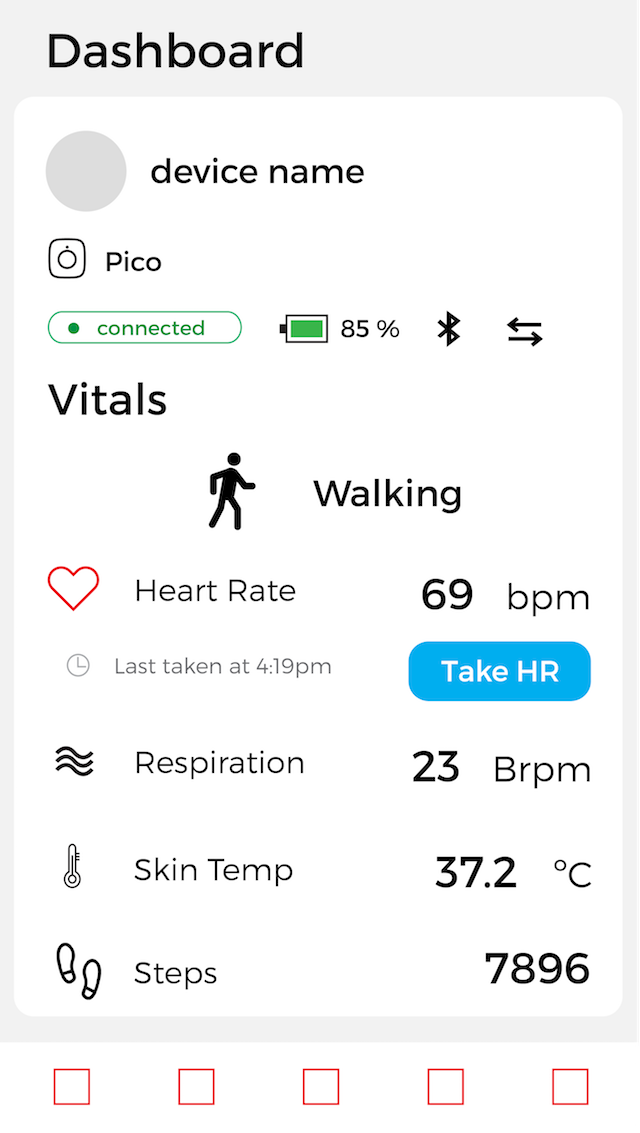 Dashboard
device name
Pico
connected 85 %
Vitals
Walking
Heart Rate 69 bpm
Last taken at 4:19pm Take HR
Respiration 23 Brpm
Skin Temp 37.2 °C
Steps 7896